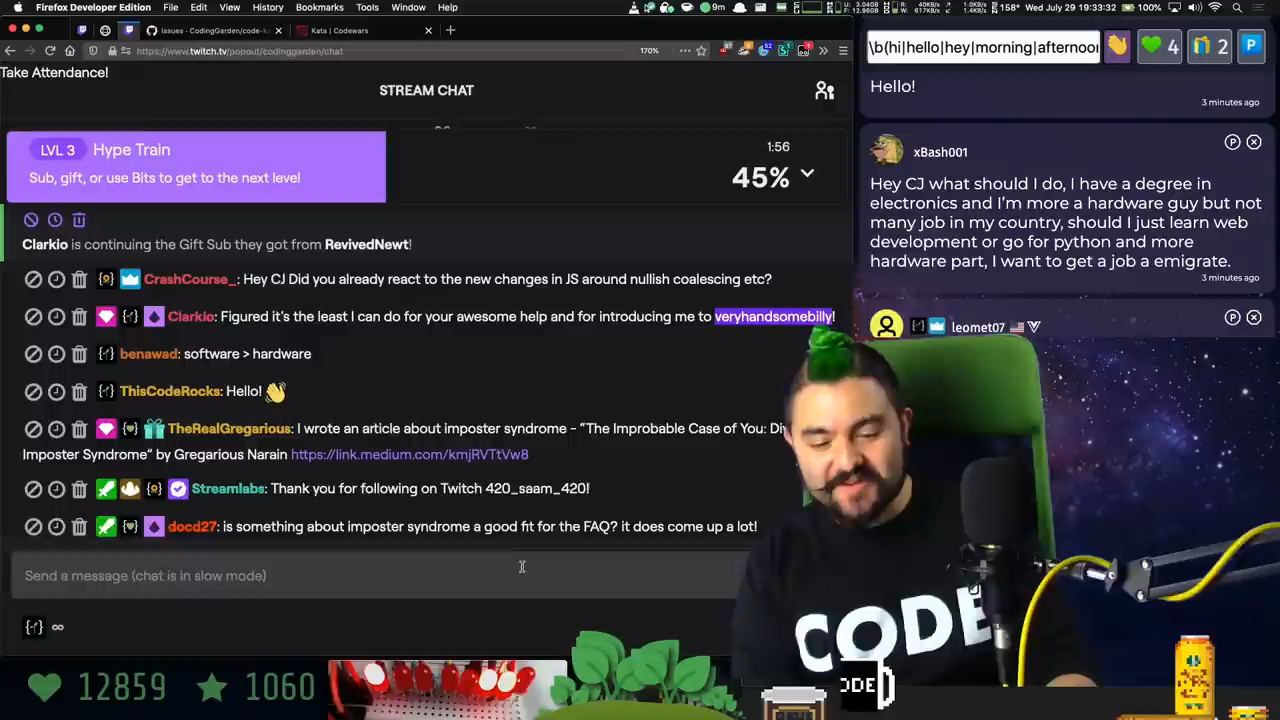 Firefox Developer Edition File Edit View History Bookmarks Tools Window Help
158° Wed Aug 26 19:33:32 100%
Issues · CodingGarden/code-k
Kata | Codewars
https://www.twitch.tv/popout/codinggarden/chat
170%
Take Attendance!
STREAM CHAT
LVL 3 Hype Train
Sub, gift, or use Bits to get to the next level
1:56
45%
Clarkio is continuing the Gift Sub they got from RevivedNewt!
CrashCourse_: Hey CJ Did you already react to the new changes in JS around nullish coalescing etc?
Clarkio: Figured it's the least I can do for your awesome help and for introducing me to veryhandsomebilly!
benawad: software > hardware
ThisCodeRocks: Hello!
TheRealGregarious: I wrote an article about imposter syndrome - "The Improbable Case of You: Di
Imposter Syndrome" by Gregarious Narain https://link.medium.com/kmjRVTtVw8
Streamlabs: Thank you for following on Twitch 420_saam_420!
docd27: is something about imposter syndrome a good fit for the FAQ? it does come up a lot!
Send a message (chat is in slow mode)
∞
12859 1060
\b(hi|hello|hey|morning|afternoon
4 2 P
Hello!
3 minutes ago
xBash001
Hey CJ what should I do, I have a degree in
electronics and I'm more a hardware guy but not
many job in my country, should I just learn web
development or go for python and more
hardware part, I want to get a job a emigrate.
3 minutes ago
leomet07
CODE
ODE